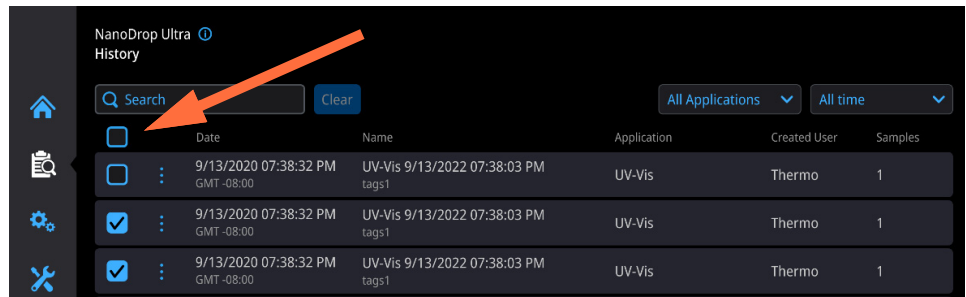 NanoDrop Ultra
History
Search Clear All Applications All time
Date Name Application Created User Samples
9/13/2020 07:38:32 PM UV-Vis 9/13/2022 07:38:03 PM UV-Vis Thermo 1
GMT -08:00 tags1
9/13/2020 07:38:32 PM UV-Vis 9/13/2022 07:38:03 PM UV-Vis Thermo 1
GMT -08:00 tags1
9/13/2020 07:38:32 PM UV-Vis 9/13/2022 07:38:03 PM UV-Vis Thermo 1
GMT -08:00 tags1